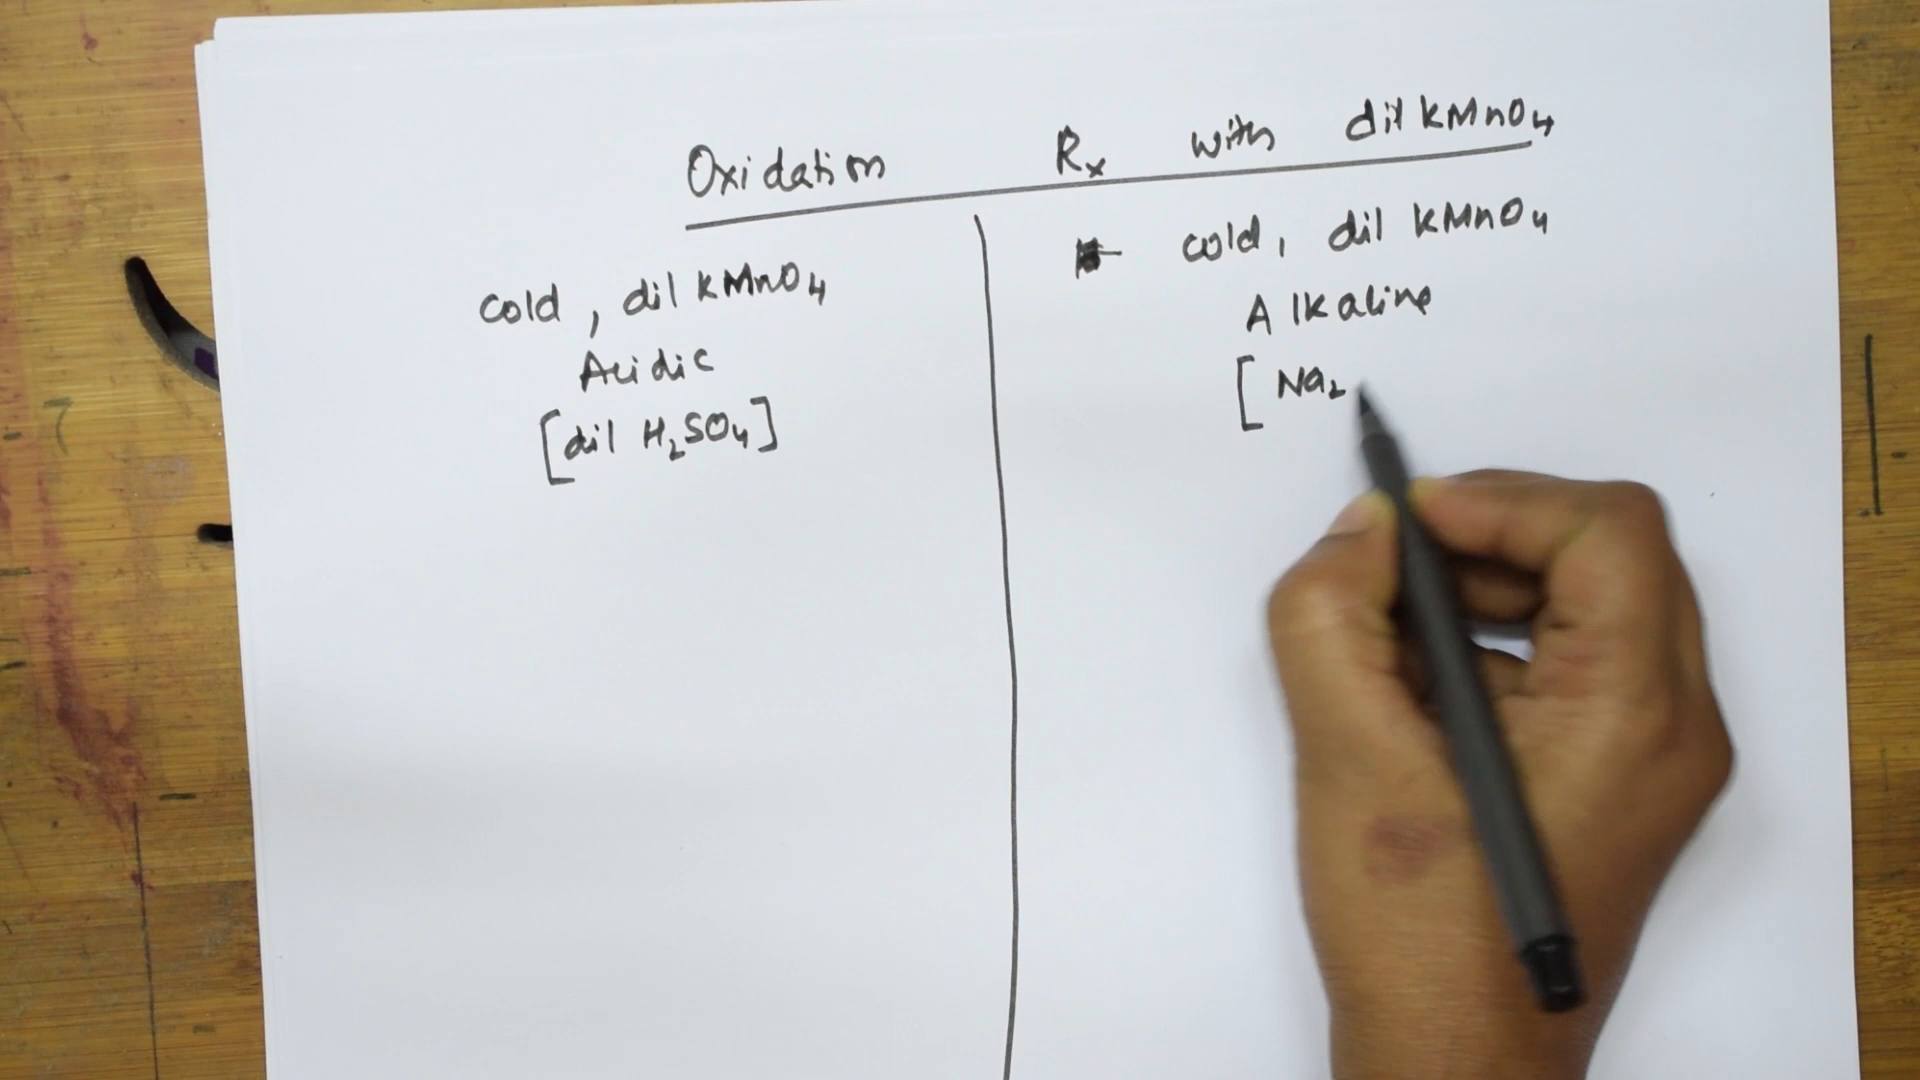 Oxidation Rx with dil KMnO4
cold, dil KMnO4
Acidic
[dil H2SO4]
cold, dil KMnO4
Alkaline
[Na2